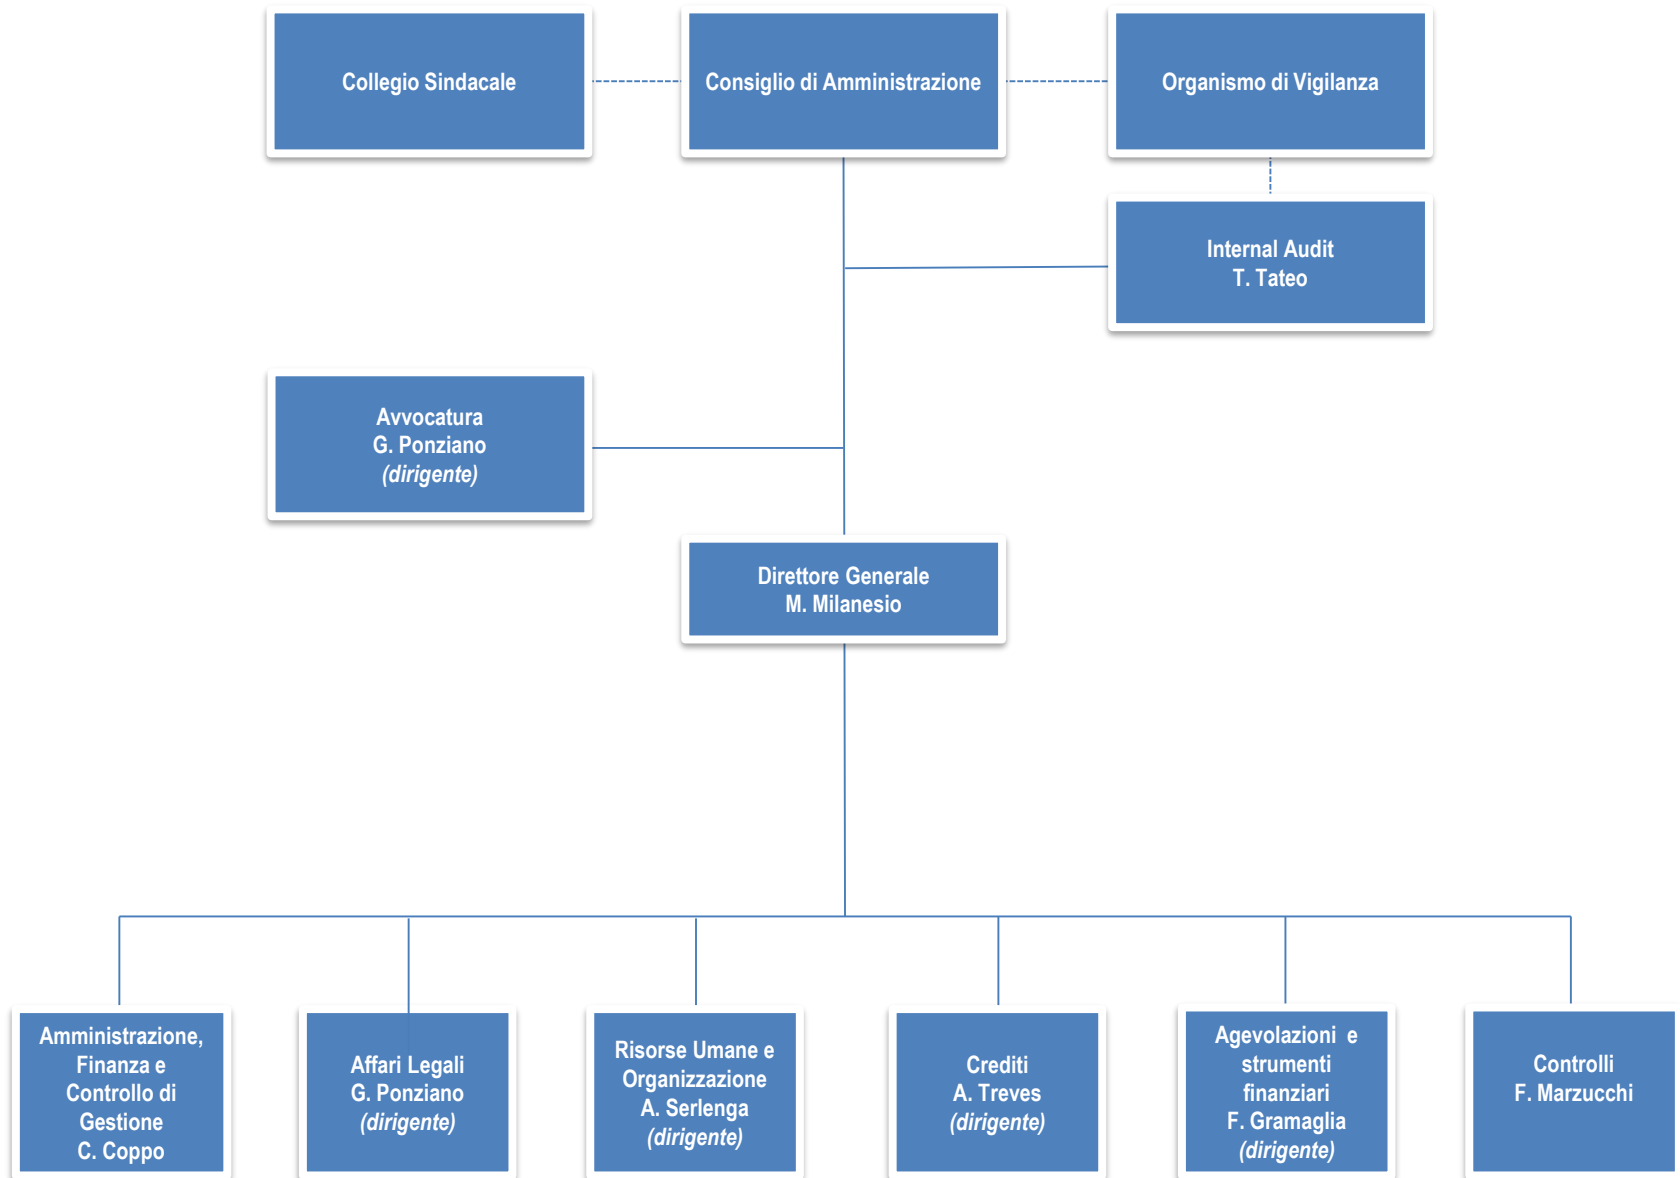 Collegio Sindacale
Consiglio di Amministrazione
Organismo di Vigilanza
Internal Audit
T. Tateo
Avvocatura
G. Ponziano
(dirigente)
Direttore Generale
M. Milanesio
Amministrazione,
Finanza e
Controllo di
Gestione
C. Coppo
Affari Legali
G. Ponziano
(dirigente)
Risorse Umane e
Organizzazione
A. Serlenga
(dirigente)
Crediti
A. Treves
(dirigente)
Agevolazioni e
strumenti
finanziari
F. Gramaglia
(dirigente)
Controlli
F. Marzucchi